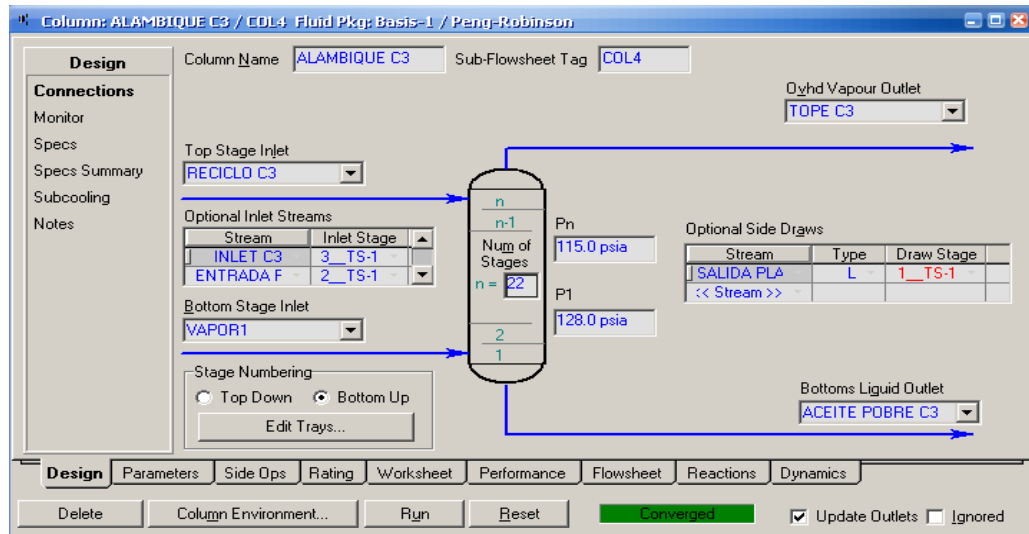 Column: ALAMBIQUE C3 / COL4 Fluid Pkg: Basis-1 / Peng-Robinson
Design
Connections
Monitor
Specs
Specs Summary
Subcooling
Notes
Column Name ALAMBIQUE C3 Sub-Flowsheet Tag COL4
Ovhd Vapour Outlet
TOPE C3
Top Stage Inlet
RECICLO C3
Optional Inlet Streams
Stream Inlet Stage
INLET C3 3__TS-1
ENTRADA F 2__TS-1
Bottom Stage Inlet
VAPOR1
Stage Numbering
Top Down Bottom Up
Edit Trays...
n
n-1
Num of
Stages
n = 22
2
1
Pn
115.0 psia
P1
128.0 psia
Optional Side Draws
Stream Type Draw Stage
SALIDA PLA L 1__TS-1
<< Stream >>
Bottoms Liquid Outlet
ACEITE POBRE C3
Design Parameters Side Ops Rating Worksheet Performance Flowsheet Reactions Dynamics
Delete Column Environment... Run Reset Converged Update Outlets Ignored